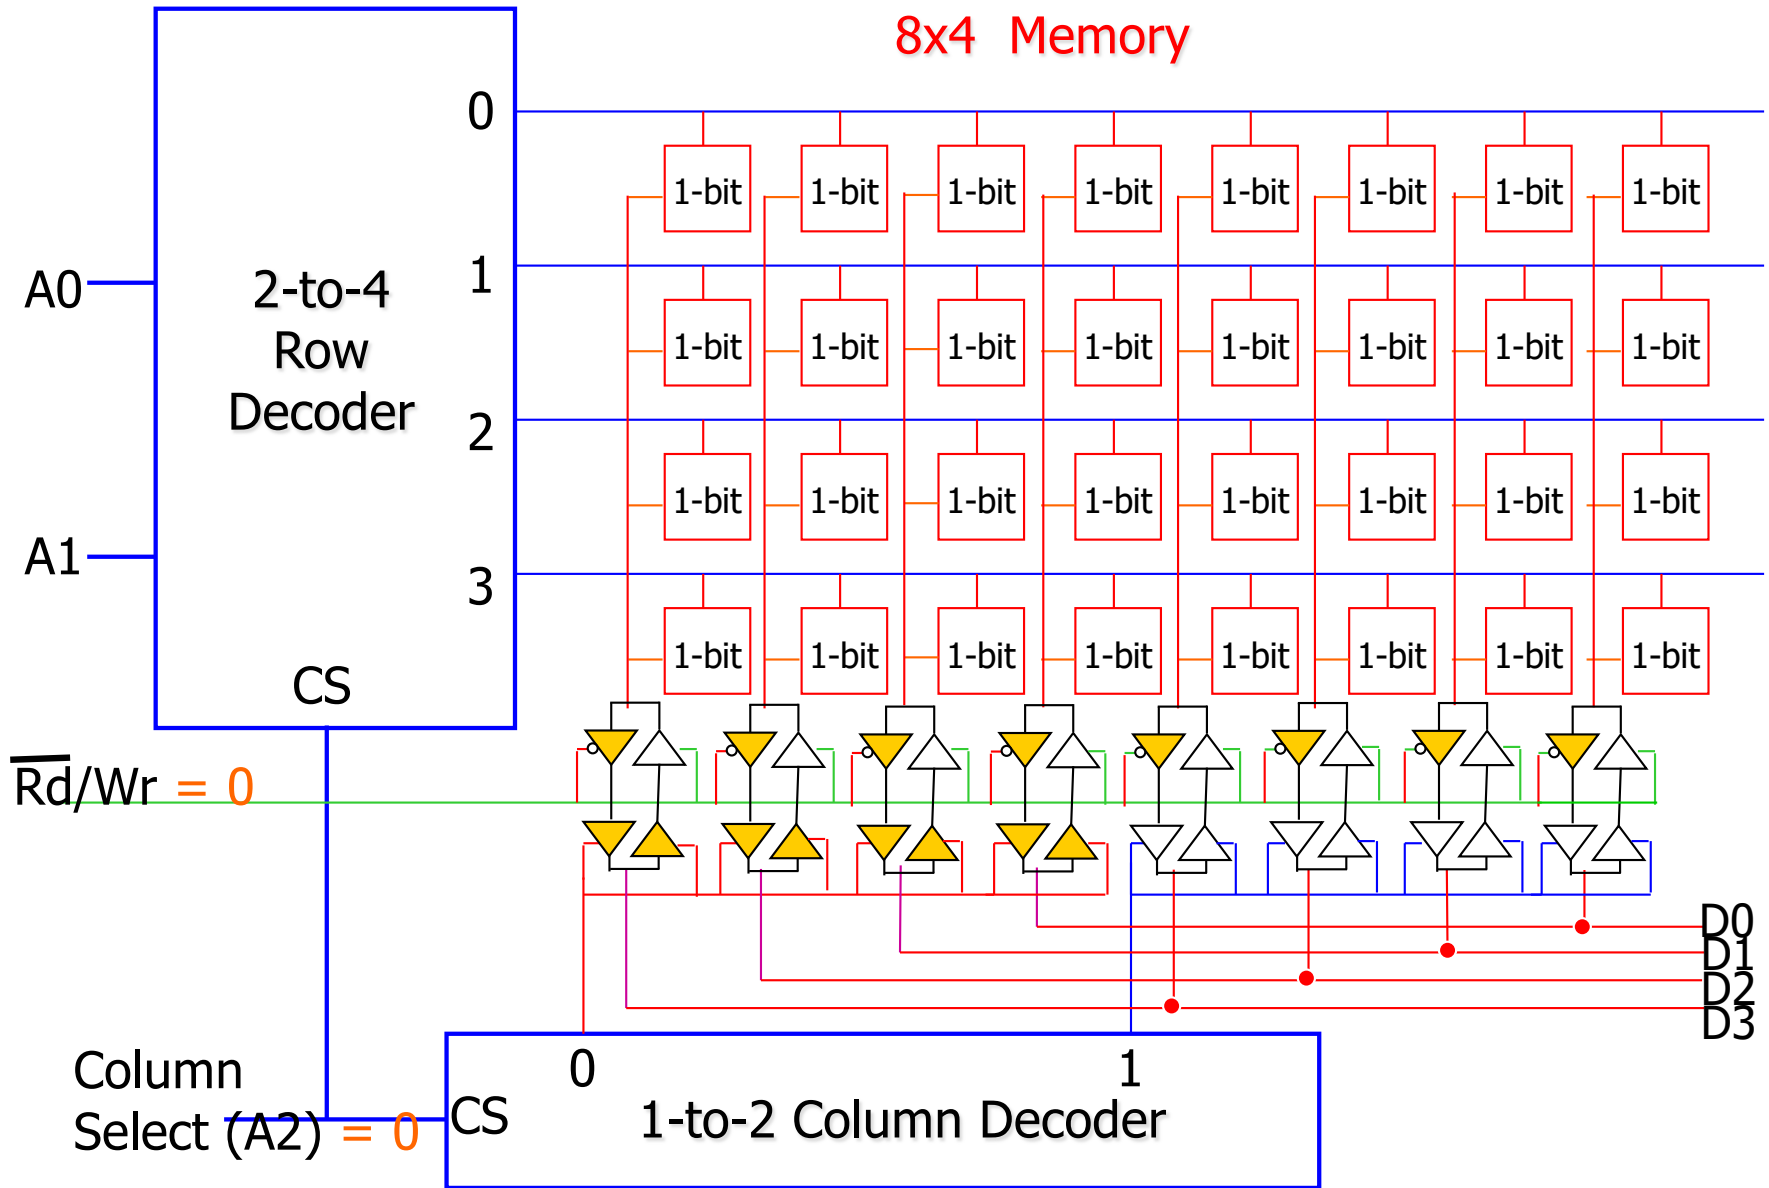 8x4 Memory
0
1-bit 1-bit 1-bit 1-bit 1-bit 1-bit 1-bit 1-bit
A0
2-to-4
Row
Decoder
1
1-bit 1-bit 1-bit 1-bit 1-bit 1-bit 1-bit 1-bit
2
1-bit 1-bit 1-bit 1-bit 1-bit 1-bit 1-bit 1-bit
A1
3
1-bit 1-bit 1-bit 1-bit 1-bit 1-bit 1-bit 1-bit
CS
R̅d̅/Wr = 0
D0
D1
D2
D3
Column
Select (A2) = 0
0
1
CS
1-to-2 Column Decoder